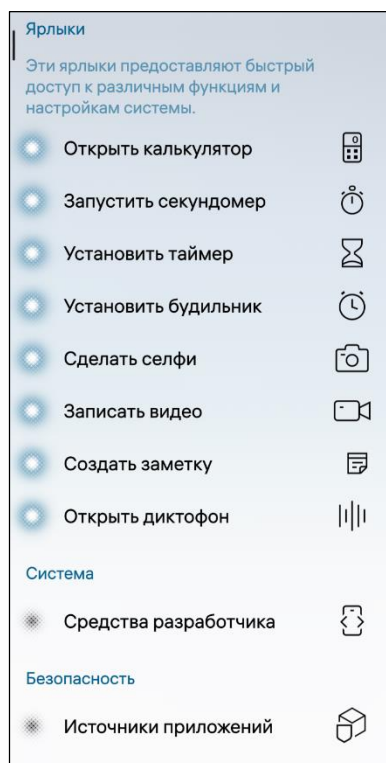 Ярлыки
Эти ярлыки предоставляют быстрый
доступ к различным функциям и
настройкам системы.
Открыть калькулятор
Запустить секундомер
Установить таймер
Установить будильник
Сделать селфи
Записать видео
Создать заметку
Открыть диктофон
Система
Средства разработчика
Безопасность
Источники приложений